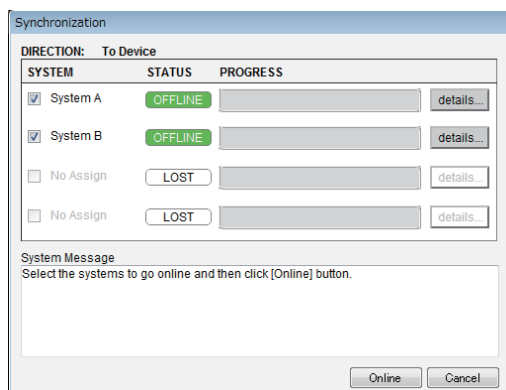 Synchronization
DIRECTION: To Device
SYSTEM STATUS PROGRESS
System A OFFLINE details...
System B OFFLINE details...
No Assign LOST details...
No Assign LOST details...
System Message
Select the systems to go online and then click [Online] button.
Online Cancel